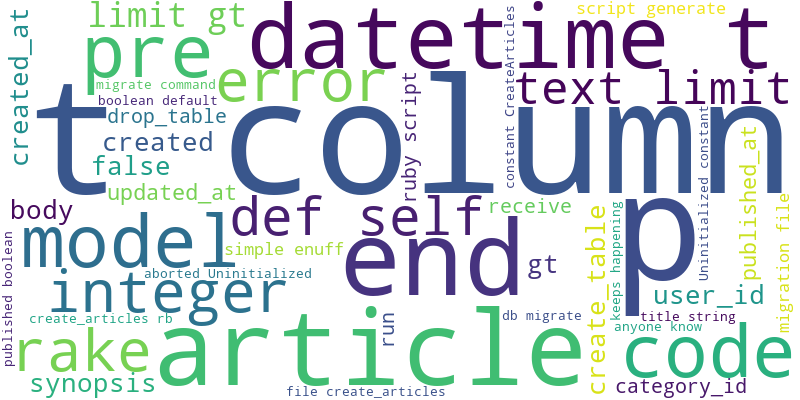 limit gt
datetime t
script generate
created_at
pre
error
migrate command
boolean default
text limit
constant CreateArticles
ruby script
t column
drop_table
created
false
updated_at
Uninitialized constant
published_at
body
def self
receive
p
model
simple enuff
end
gt
create_table
keeps happening
migration file
published boolean
aborted Uninitialized
integer
user_id
create_articles rb
article
run
db migrate
title string
anyone know
rake
code
synopsis
file create_articles
category_id